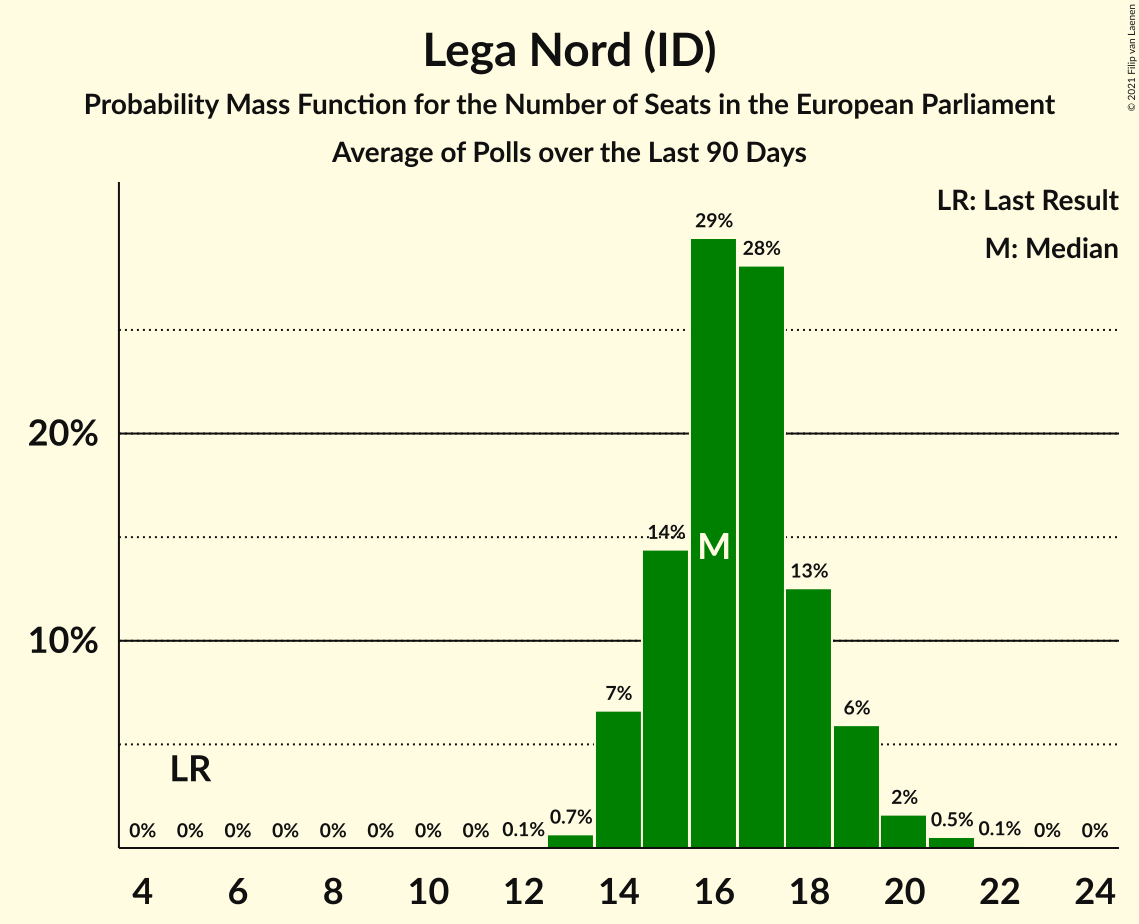 Lega Nord (ID)
Probability Mass Function for the Number of Seats in the European Parliament
Average of Polls over the Last 90 Days
© 2021 Filip van Laenen
LR: Last Result
M: Median
20%
10%
0% 0% 0% 0% 0% 0% 0% 0% 0.1% 0.7% 7% 14% 29% 28% 13% 6% 2% 0.5% 0.1% 0% 0%
LR
M
4 6 8 10 12 14 16 18 20 22 24